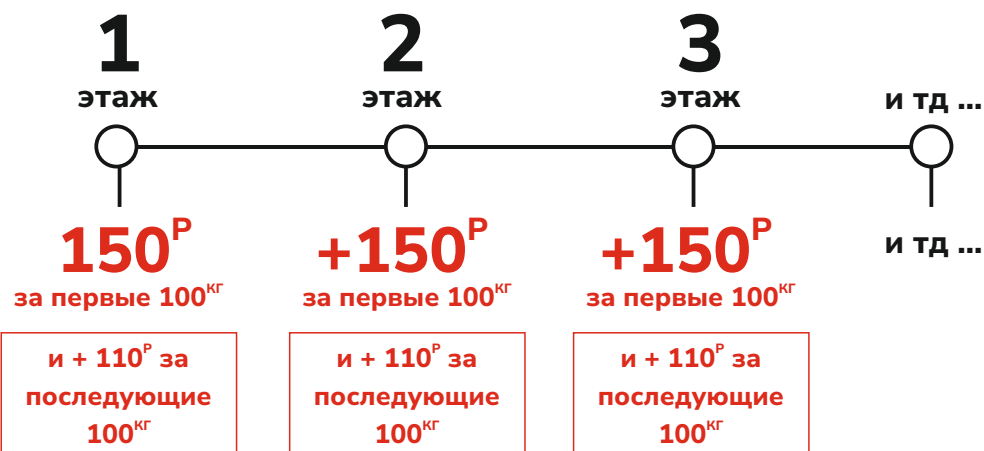 1
этаж
2
этаж
3
этаж
и тд ...
150Р
за первые 100кг
и + 110Р за
последующие
100кг
+150Р
за первые 100кг
и + 110Р за
последующие
100кг
+150Р
за первые 100кг
и + 110Р за
последующие
100кг
и тд ...